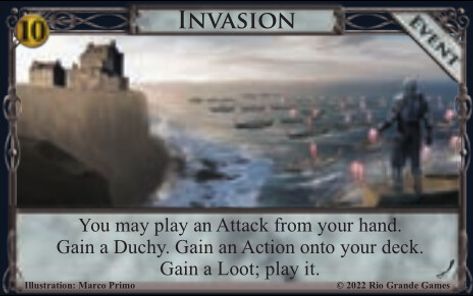 INVASION
10
EVENT
You may play an Attack from your hand.
Gain a Duchy. Gain an Action onto your deck.
Gain a Loot; play it.
Illustration: Marco Primo
© 2022 Rio Grande Games